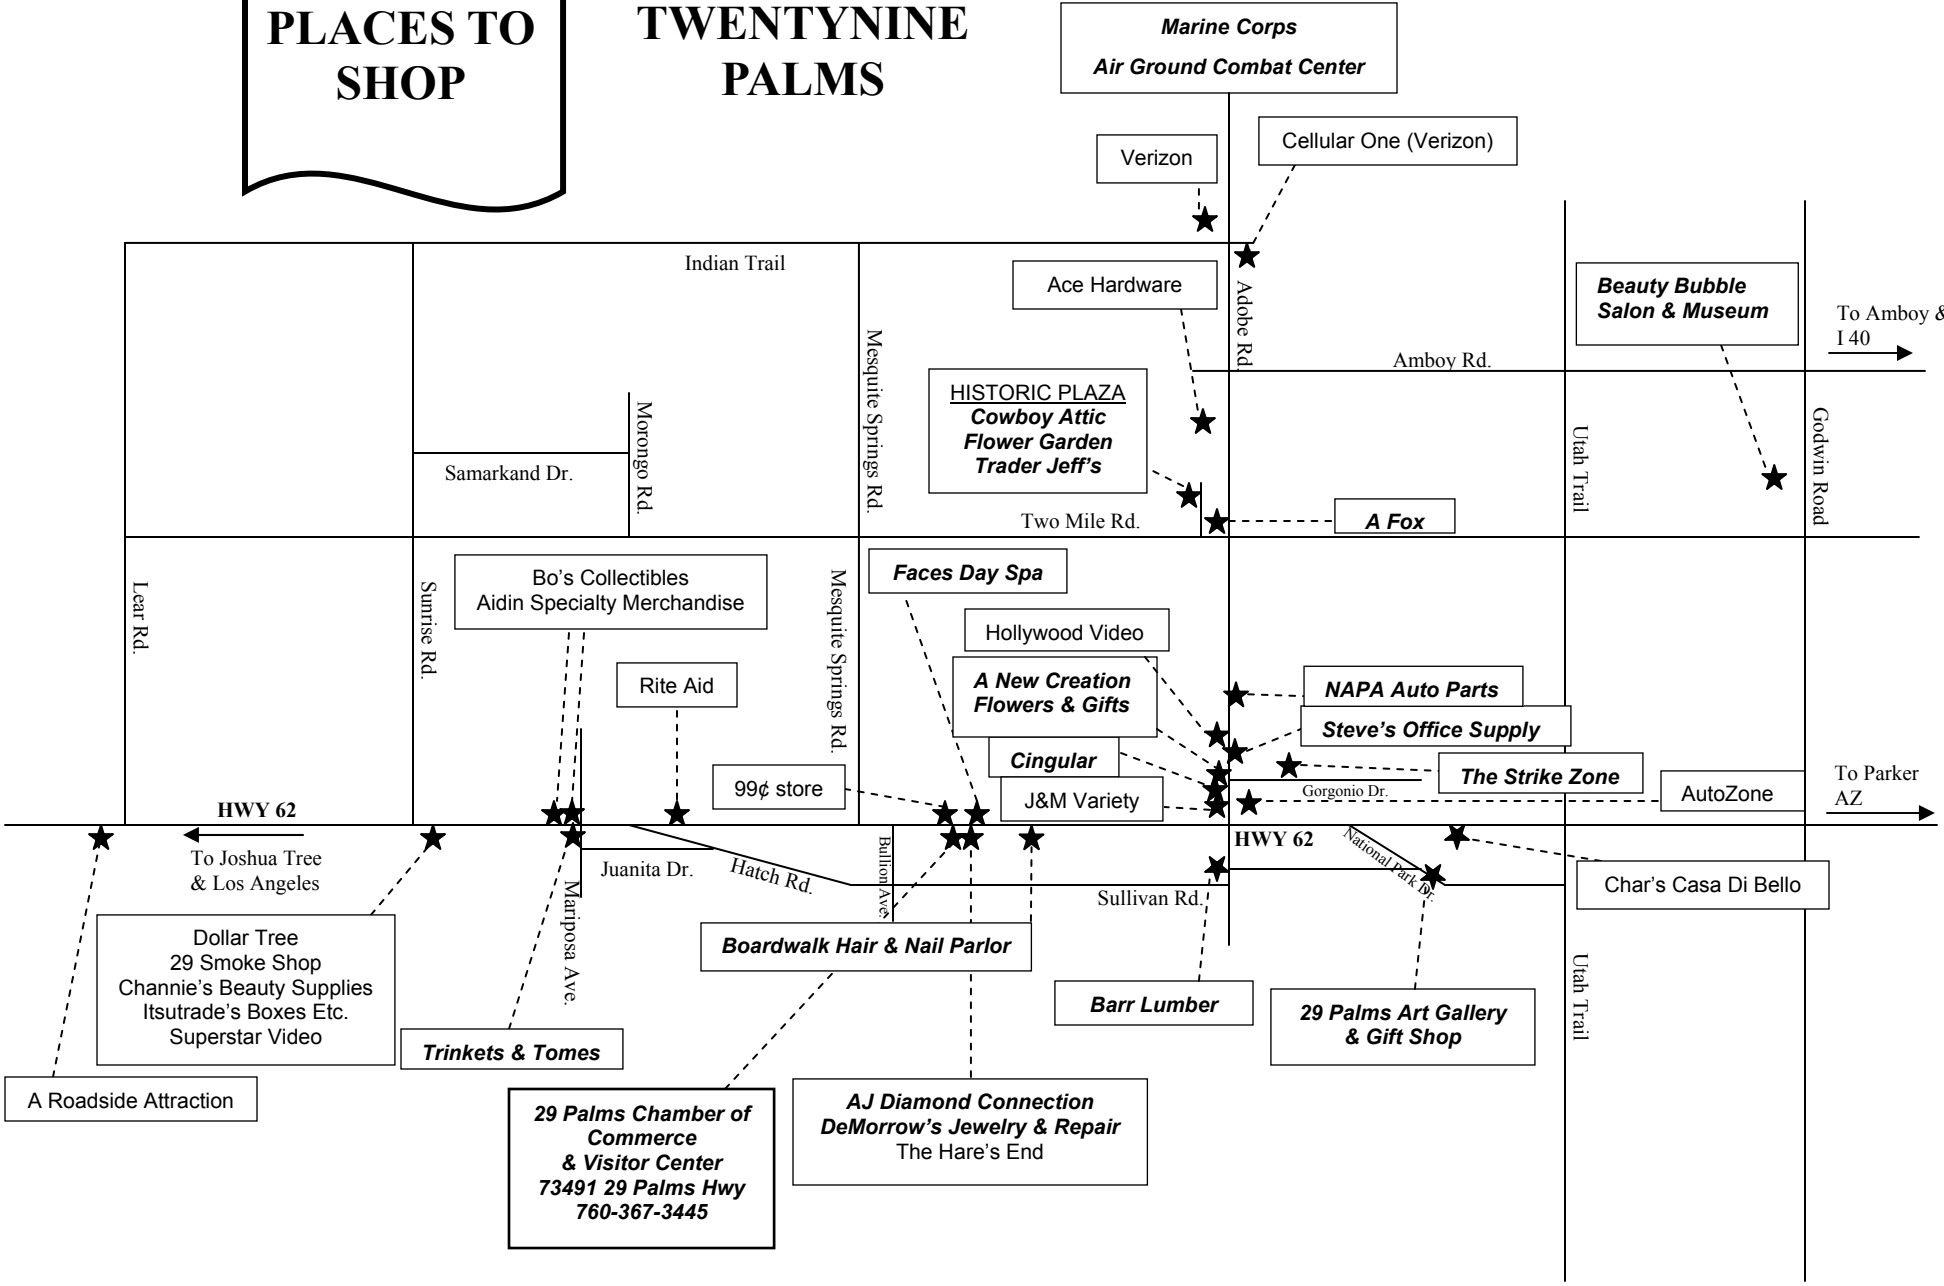 PLACES TO
SHOP
TWENTYNINE
PALMS
Marine Corps
Air Ground Combat Center
Verizon
Cellular One (Verizon)
Indian Trail
Ace Hardware
Adobe Rd.
Beauty Bubble
Salon & Museum
To Amboy &
I 40
Amboy Rd.
Mesquite Springs Rd.
HISTORIC PLAZA
Cowboy Attic
Flower Garden
Trader Jeff's
Morongo Rd.
Samarkand Dr.
Utah Trail
Godwin Road
Two Mile Rd.
A Fox
Lear Rd.
Sunrise Rd.
Bo's Collectibles
Aidin Specialty Merchandise
Mesquite Springs Rd.
Faces Day Spa
Hollywood Video
Rite Aid
A New Creation
Flowers & Gifts
NAPA Auto Parts
Steve's Office Supply
Cingular
The Strike Zone
99¢ store
J&M Variety
Gorgonio Dr.
AutoZone
To Parker
AZ
HWY 62
To Joshua Tree
& Los Angeles
Juanita Dr.
Hatch Rd.
Bullion Ave.
HWY 62
National Park Dr.
Char's Casa Di Bello
Mariposa Ave.
Sullivan Rd.
Dollar Tree
29 Smoke Shop
Channie's Beauty Supplies
Itsutrade's Boxes Etc.
Superstar Video
Boardwalk Hair & Nail Parlor
Utah Trail
Barr Lumber
29 Palms Art Gallery
& Gift Shop
Trinkets & Tomes
A Roadside Attraction
29 Palms Chamber of
Commerce
& Visitor Center
73491 29 Palms Hwy
760-367-3445
AJ Diamond Connection
DeMorrow's Jewelry & Repair
The Hare's End